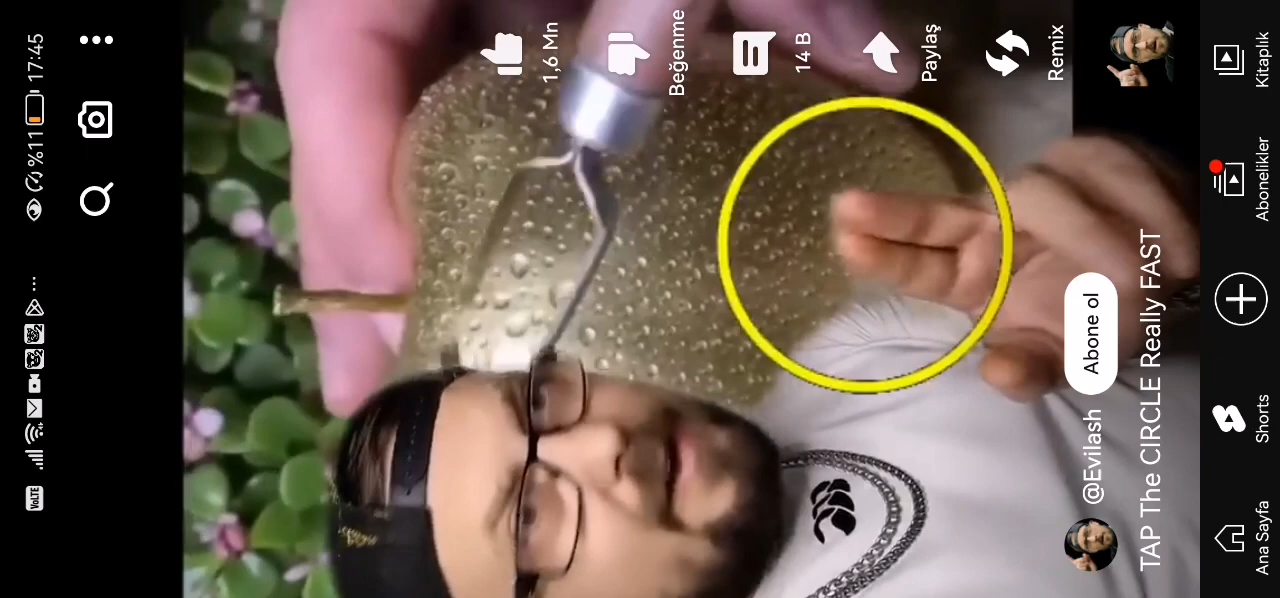 VoLTE
%11 17:45
1,6 Mn
Beğenme
14 B
Paylaş
Remix
@Evilash
Abone ol
TAP The CIRCLE Really FAST
Ana Sayfa
Shorts
Abonelikler
Kitaplık